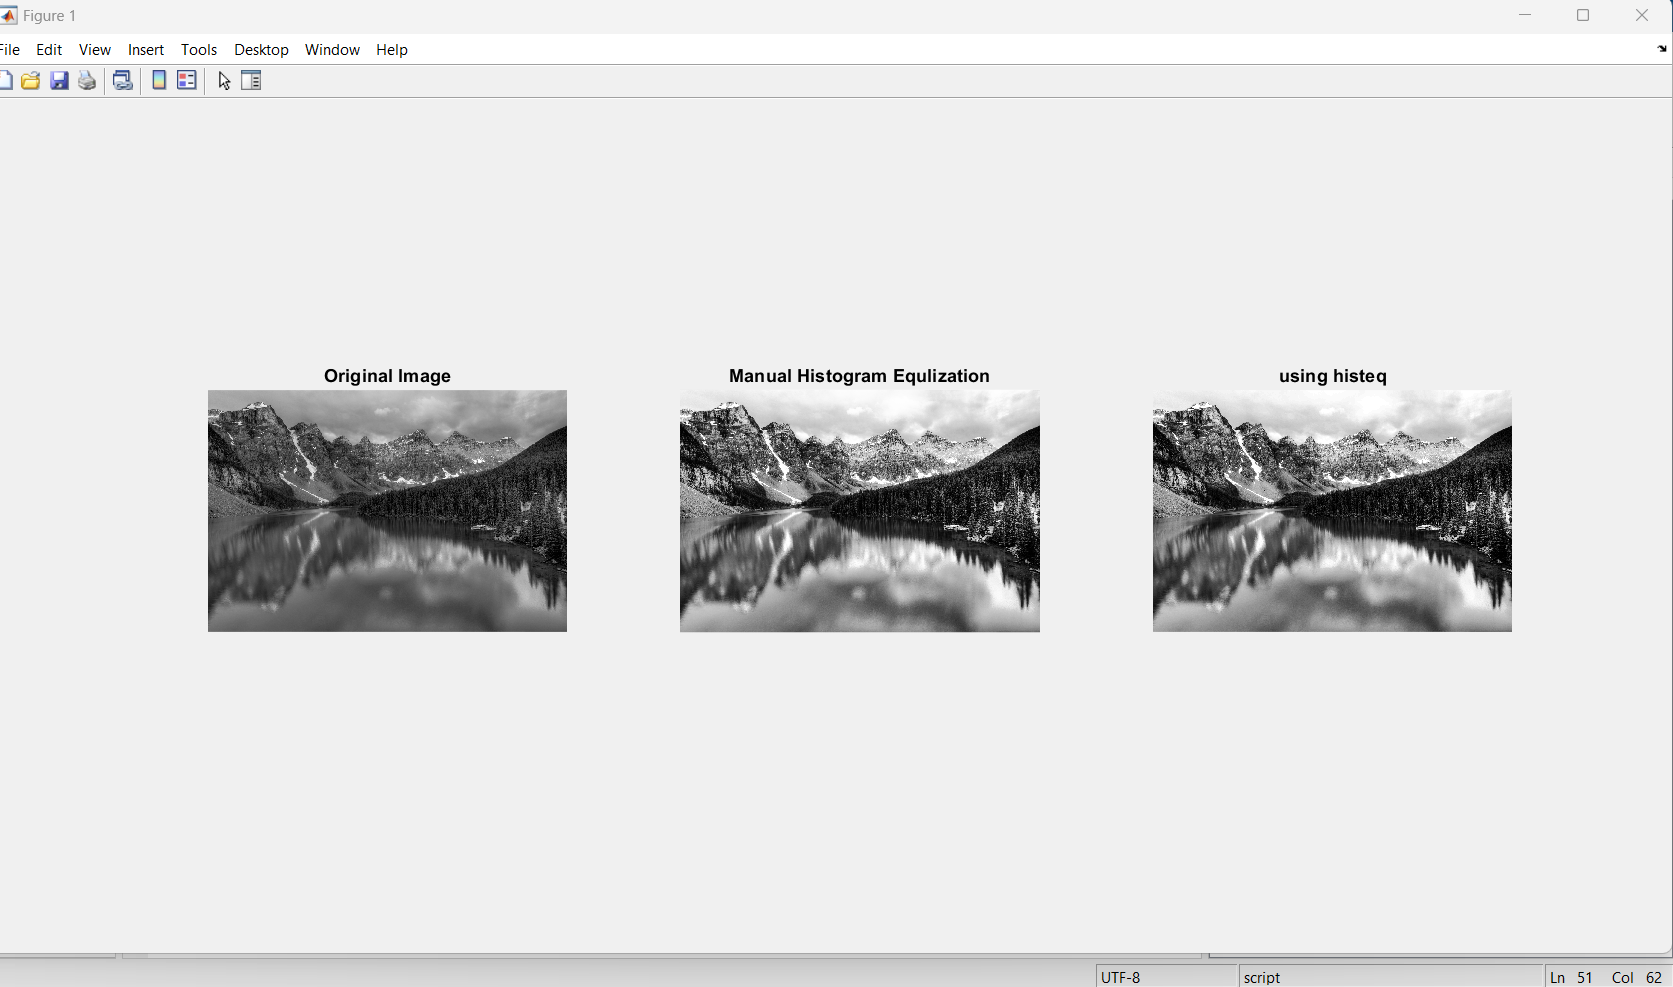 Figure 1
File Edit View Insert Tools Desktop Window Help
Original Image
Manual Histogram Equlization
using histeq
UTF-8 script Ln 51 Col 62